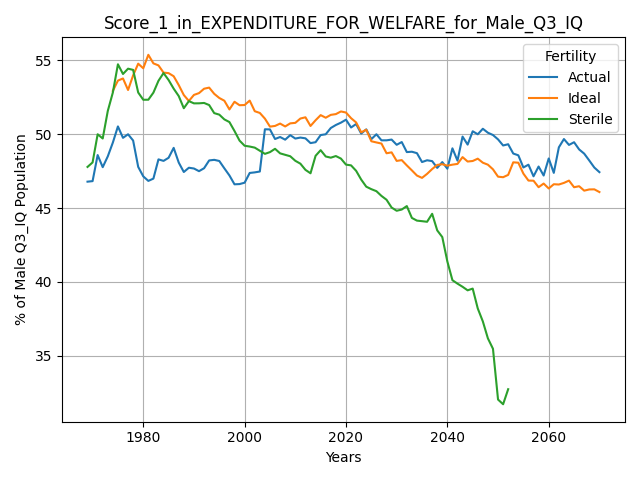 Score_1_in_EXPENDITURE_FOR_WELFARE_for_Male_Q3_IQ
Fertility
Actual
Ideal
Sterile
% of Male Q3_IQ Population
55
50
45
40
35
1980
2000
2020
2040
2060
Years